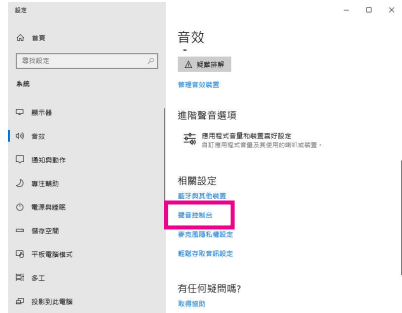 設定
首頁
尋找設定
系統
顯示器
音效
通知與動作
專注輔助
電源與睡眠
儲存空間
平板電腦模式
多工
投影到此電腦
音效
疑難排解
管理音效裝置
進階聲音選項
應用程式音量和裝置喜好設定
自訂應用程式音量及其使用的喇叭或裝置。
相關設定
藍牙與其他裝置
聲音控制台
麥克風隱私權設定
輕鬆存取音訊設定
有任何疑問嗎?
取得協助